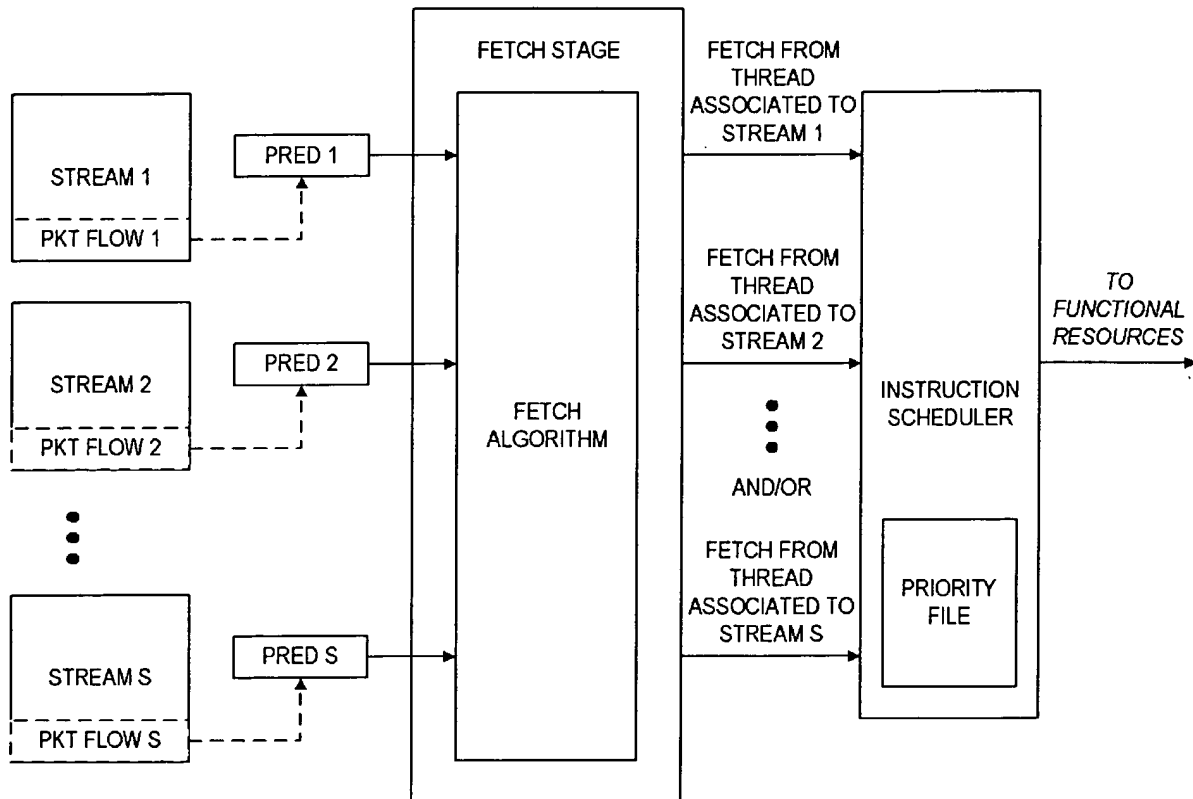 FETCH STAGE
FETCH FROM
THREAD
ASSOCIATED TO
STREAM 1
STREAM 1
PKT FLOW 1
PRED 1
FETCH FROM
THREAD
ASSOCIATED TO
STREAM 2
STREAM 2
PKT FLOW 2
PRED 2
FETCH
ALGORITHM
AND/OR
INSTRUCTION
SCHEDULER
TO
FUNCTIONAL
RESOURCES
FETCH FROM
THREAD
ASSOCIATED TO
STREAM S
STREAM S
PKT FLOW S
PRED S
PRIORITY
FILE